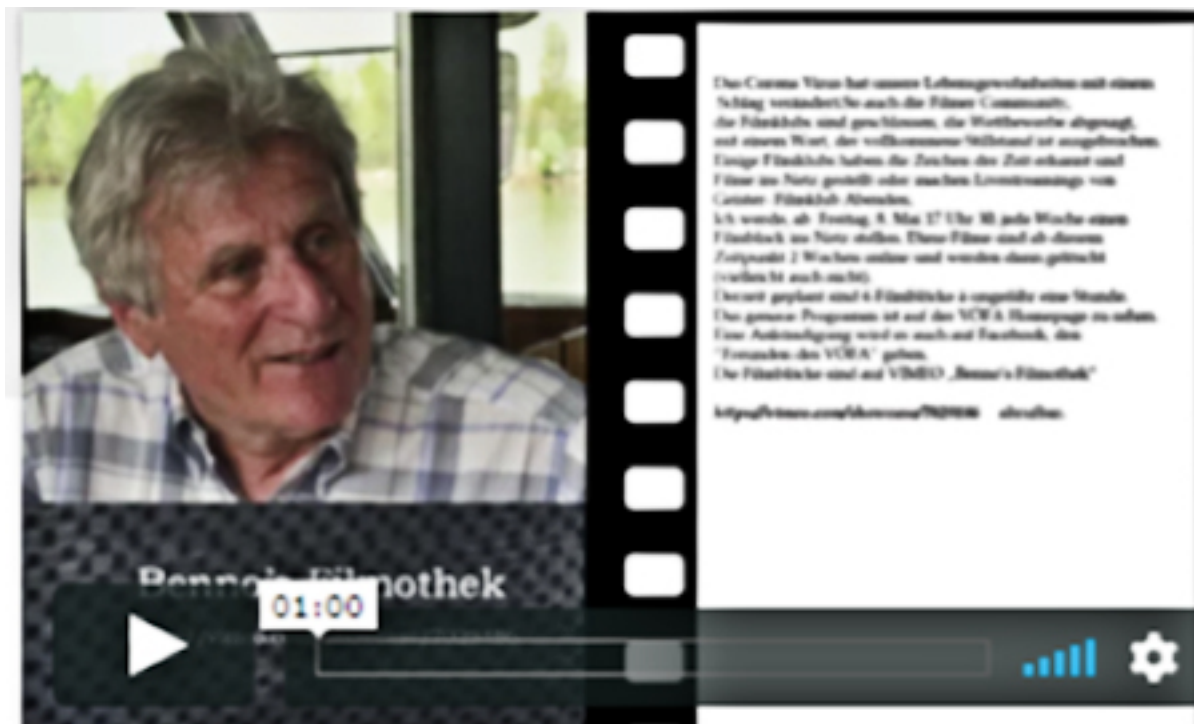 Das Corona Virus hat unsere Lebensgewohnheiten mit einem
Schlag verändert.So auch die Filmer Community,
die Filmklubs sind geschlossen, die Wettbewerbe abgesagt,
mit einem Wort, der vollkommene Stillstand ist ausgebrochen.
Einige Filmklubs haben die Zeichen der Zeit erkannt und
Filme ins Netz gestellt oder machen Livestreamings von
Geister- Filmklub Abenden.
Ich werde, ab Freitag, 8. Mai 17 Uhr 30, jede Woche einen
Filmblock ins Netz stellen. Diese Filme sind ab diesem
Zeitpunkt 2 Wochen online und werden dann gelöscht
(vielleicht auch nicht).
Derzeit geplant sind 6 Filmblöcke à ungefähr eine Stunde.
Das genaue Programm ist auf der VÖFA Homepage zu sehen.
Eine Ankündigung wird es auch auf Facebook, den
"Freunden des VÖFA" geben.
Die Filmblöcke sind auf VIMEO „Benno's Filmothek"
abrufbar.
Benno's Filmothek
01:00